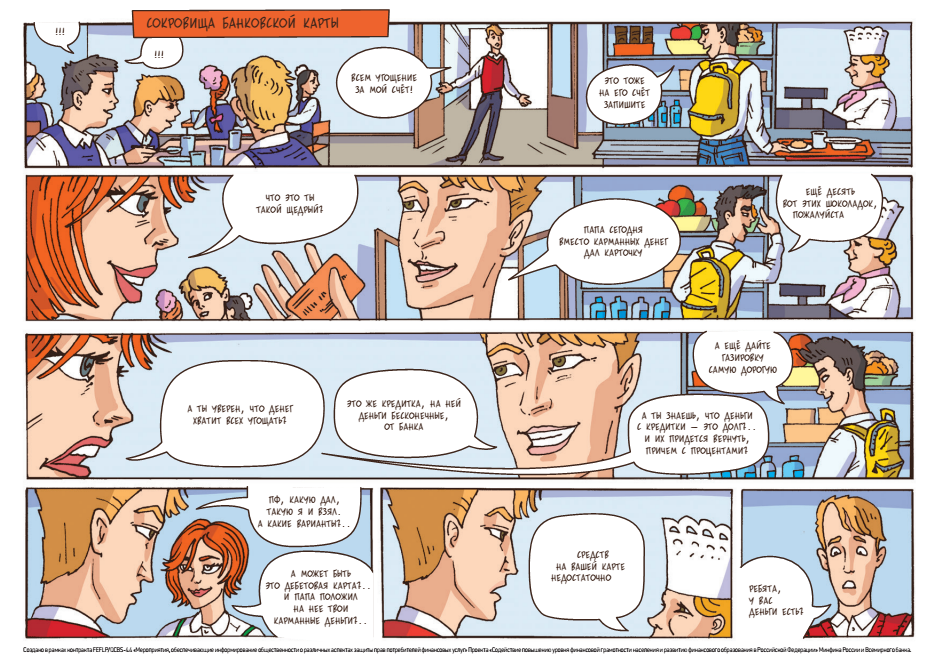 СОКРОВИЩА БАНКОВСКОЙ КАРТЫ
!!!
!!!
ВСЕМ УГОЩЕНИЕ
ЗА МОЙ СЧЁТ!
ЭТО ТОЖЕ
НА ЕГО СЧЁТ
ЗАПИШИТЕ
ЧТО ЭТО ТЫ
ТАКОЙ ЩЕДРЫЙ?
ПАПА СЕГОДНЯ
ВМЕСТО КАРМАННЫХ ДЕНЕГ
ДАЛ КАРТОЧКУ
ЕЩЁ ДЕСЯТЬ
ВОТ ЭТИХ ШОКОЛАДОК,
ПОЖАЛУЙСТА
А ТЫ УВЕРЕН, ЧТО ДЕНЕГ
ХВАТИТ ВСЕХ УГОЩАТЬ?
ЭТО ЖЕ КРЕДИТКА, НА НЕЙ
ДЕНЬГИ БЕСКОНЕЧНЫЕ,
ОТ БАНКА
А ТЫ ЗНАЕШЬ, ЧТО ДЕНЬГИ
С КРЕДИТКИ – ЭТО ДОЛГ?..
И ИХ ПРИДЕТСЯ ВЕРНУТЬ,
ПРИЧЕМ С ПРОЦЕНТАМИ?
А ЕЩЁ ДАЙТЕ
ГАЗИРОВКУ
САМУЮ ДОРОГУЮ
ПФ, КАКУЮ ДАЛ,
ТАКУЮ Я И ВЗЯЛ.
А КАКИЕ ВАРИАНТЫ?..
А МОЖЕТ БЫТЬ
ЭТО ДЕБЕТОВАЯ КАРТА?..
И ПАПА ПОЛОЖИЛ
НА НЕЕ ТВОИ
КАРМАННЫЕ ДЕНЬГИ?..
СРЕДСТВ
НА ВАШЕЙ КАРТЕ
НЕДОСТАТОЧНО
РЕБЯТА,
У ВАС
ДЕНЬГИ ЕСТЬ?
Создано в рамках контракта FEFLP/QCBS-4.4 «Мероприятия, обеспечивающие информирование общественности о различных аспектах защиты прав потребителей финансовых услуг» Проекта «Содействие повышению уровня финансовой грамотности населения и развитию финансового образования в Российской Федерации» Минфина России и Всемирного банка.